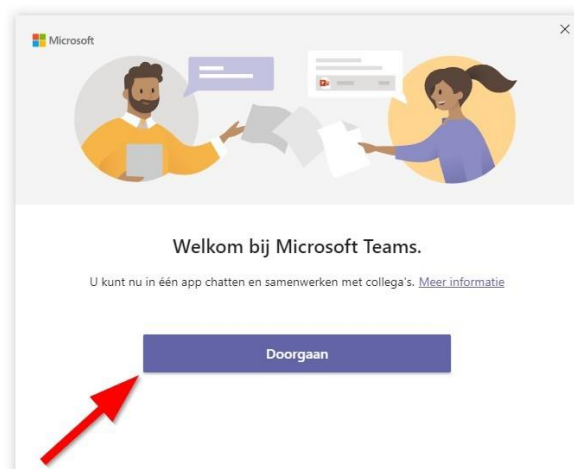 Microsoft
Welkom bij Microsoft Teams.
U kunt nu in één app chatten en samenwerken met collega's. Meer informatie
Doorgaan